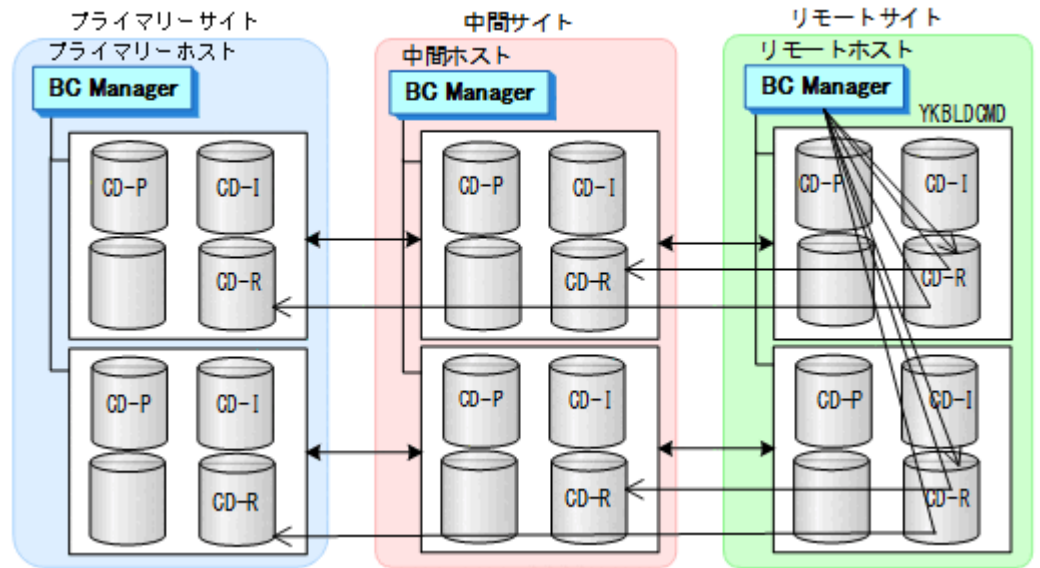 プライマリーサイト
中間サイト
リモートサイト
プライマリーホスト
中間ホスト
リモートホスト
BC Manager
BC Manager
BC Manager
YKBLDCMD
CD-P
CD-I
CD-P
CD-I
CD-P
CD-I
CD-R
CD-R
CD-R
CD-P
CD-I
CD-P
CD-I
CD-P
CD-I
CD-R
CD-R
CD-R